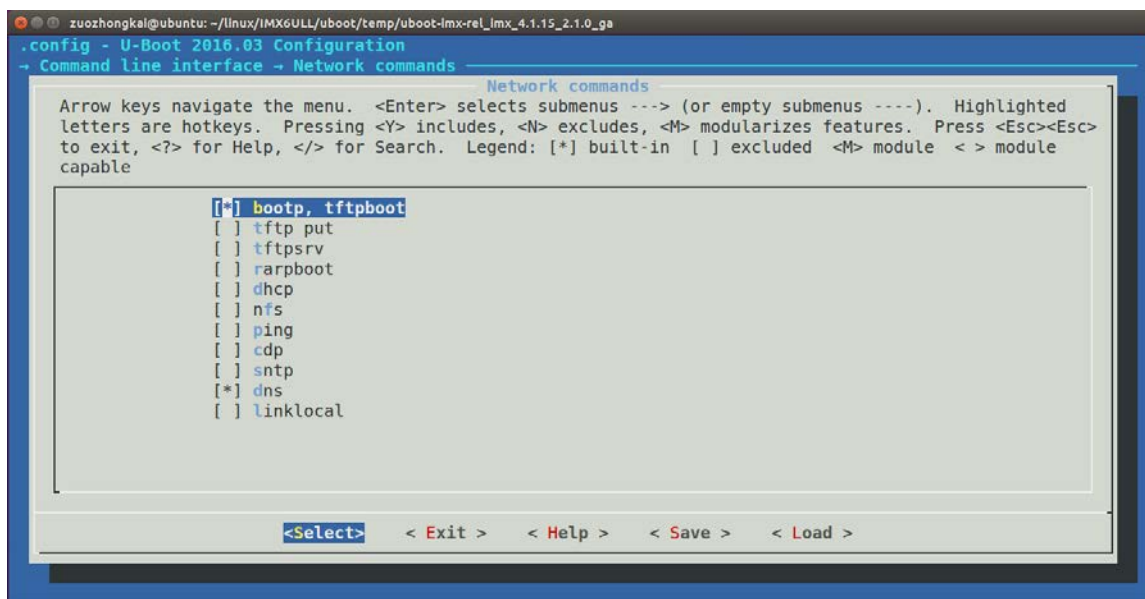 zuozhongkai@ubuntu: ~/linux/IMX6ULL/uboot/temp/uboot-imx-rel_imx_4.1.15_2.1.0_ga
.config - U-Boot 2016.03 Configuration
→ Command line interface → Network commands
Network commands
Arrow keys navigate the menu. <Enter> selects submenus ---> (or empty submenus ----). Highlighted
letters are hotkeys. Pressing <Y> includes, <N> excludes, <M> modularizes features. Press <Esc><Esc>
to exit, <?> for Help, </> for Search. Legend: [*] built-in [ ] excluded <M> module < > module
capable
[*] bootp, tftpboot
[ ] tftp put
[ ] tftpsrv
[ ] rarpboot
[ ] dhcp
[ ] nfs
[ ] ping
[ ] cdp
[ ] sntp
[*] dns
[ ] linklocal
<Select> < Exit > < Help > < Save > < Load >